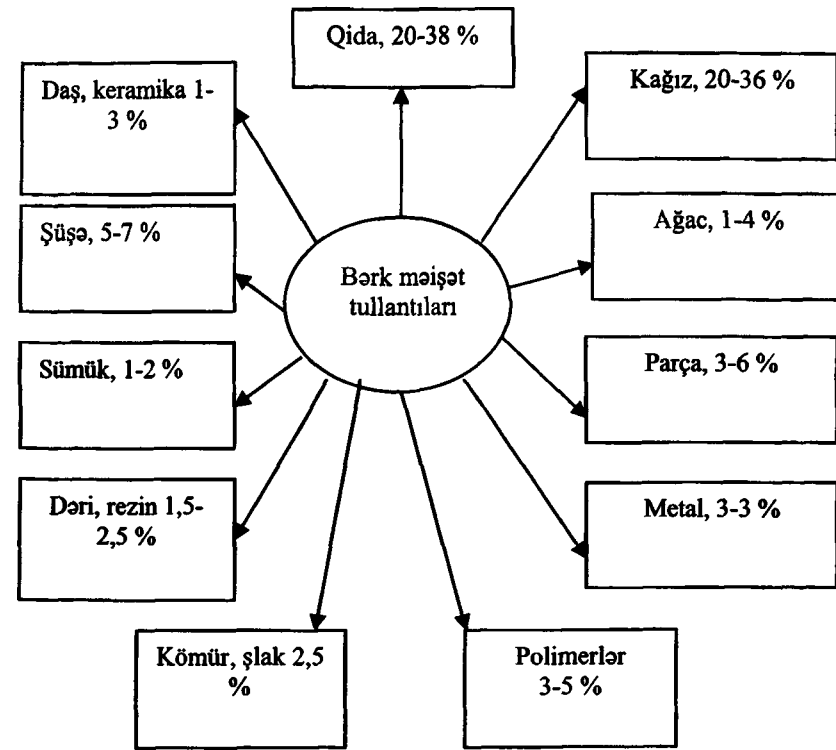 Qida, 20-38 %
Daş, keramika 1-
3 %
Kağız, 20-36 %
Şüşə, 5-7 %
Ağac, 1-4 %
Bərk məişət
tullantıları
Sümük, 1-2 %
Parça, 3-6 %
Dəri, rezin 1,5-
2,5 %
Metal, 3-3 %
Kömür, şlak 2,5
%
Polimerlər
3-5 %